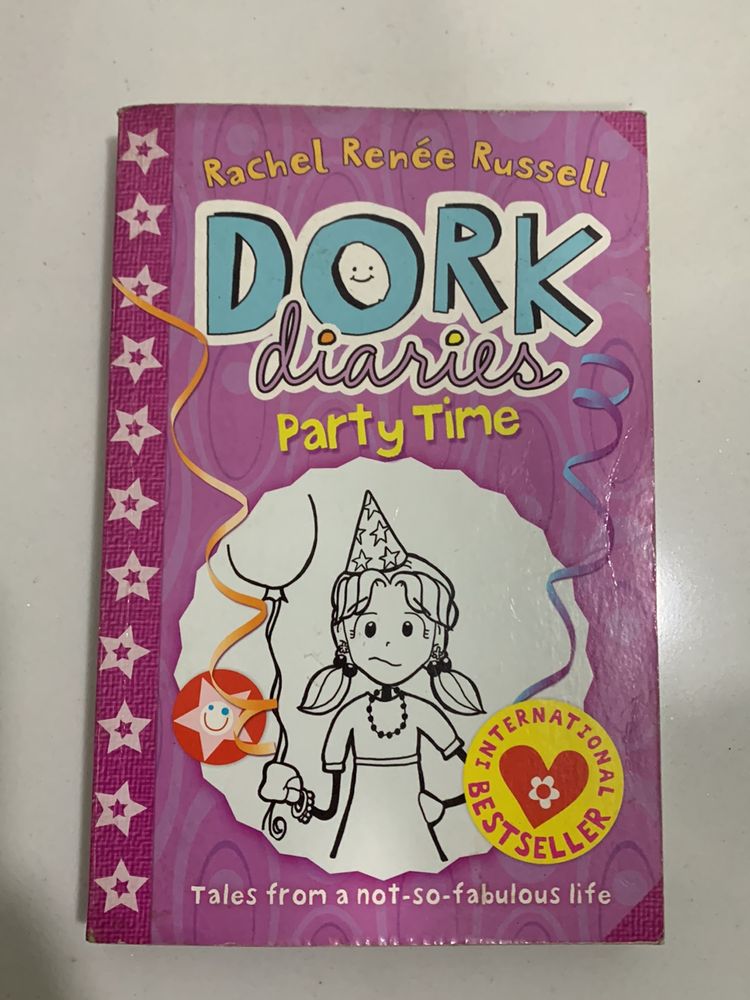 Rachel Renée Russell
DORK
diaries
Party Time
INTERNATIONAL
BESTSELLER
Tales from a not-so-fabulous life